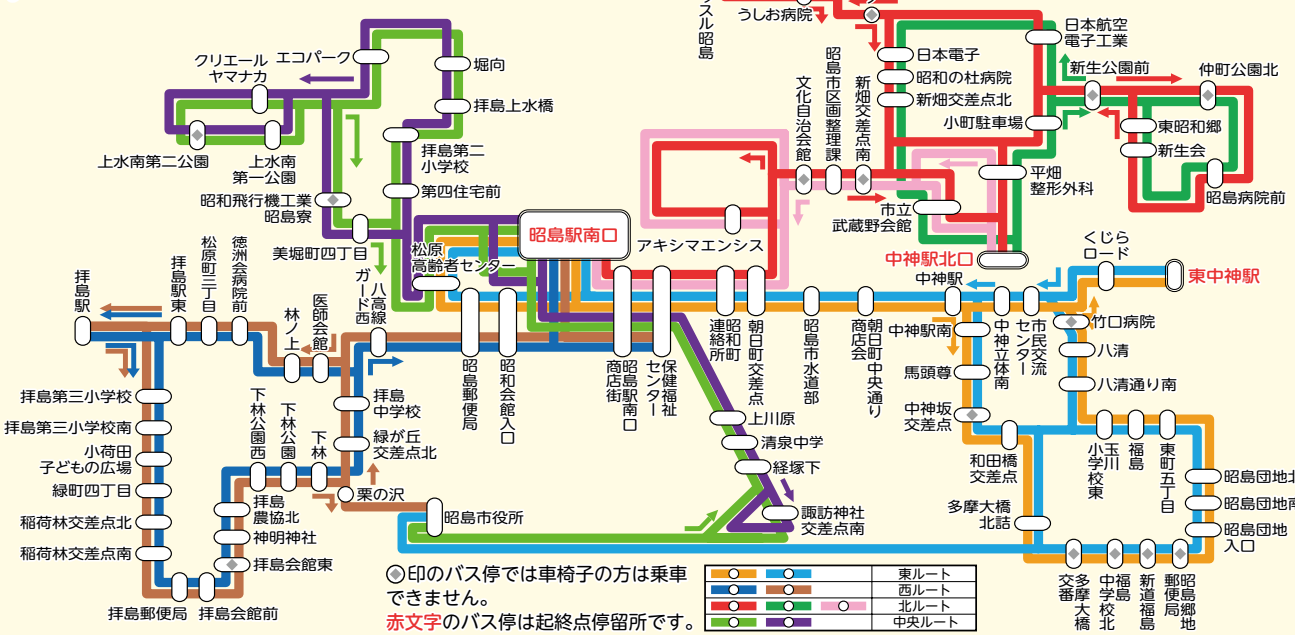 スル昭島
うしお病院
クリエール
ヤマナカ
エコパーク
堀向
拝島上水橋
上水南第二公園
上水南
第一公園
拝島第二
小学校
第四住宅前
昭和飛行機工業
昭島寮
美堀町四丁目
松原
高齢者センター
昭島駅南口
アキシマエンシス
文化自治会館
昭島市区画整理課
新畑交差点南
日本電子
昭和の杜病院
新畑交差点北
日本航空
電子工業
新生公園前
仲町公園北
小町駐車場
東昭和郷
新生会
昭島病院前
平畑
整形外科
市立
武蔵野会館
中神駅北口
くじら
ロード
東中神駅
拝島駅
拝島駅東
松原町三丁目
徳洲会病院前
林ノ上
医師会館
八高線
ガード西
昭島郵便局
昭和会館入口
昭島駅南口
商店街
保健福祉
センター
昭和町
連絡所
朝日町交差点
昭島市水道部
朝日町中央通り
商店会
中神駅
中神駅南
中神立体南
市民交流
センター
竹口病院
八清
八清通り南
馬頭尊
中神坂
交差点
和田橋
交差点
玉川
小学校東
福島
東町五丁目
昭島団地北
昭島団地南
昭島団地
入口
多摩大橋
北詰
多摩大橋
交番
福島
中学校北
新道福島
昭島郷地
郵便局
上川原
清泉中学
経塚下
諏訪神社
交差点南
拝島第三小学校
拝島第三小学校南
小荷田
子どもの広場
緑町四丁目
稲荷林交差点北
稲荷林交差点南
拝島郵便局
拝島会館前
拝島会館東
神明神社
拝島
農協北
下林公園西
下林公園
下林
拝島
中学校
緑が丘
交差点北
栗の沢
昭島市役所
印のバス停では車椅子の方は乗車
できません。
赤文字のバス停は起終点停留所です。
東ルート
西ルート
北ルート
中央ルート